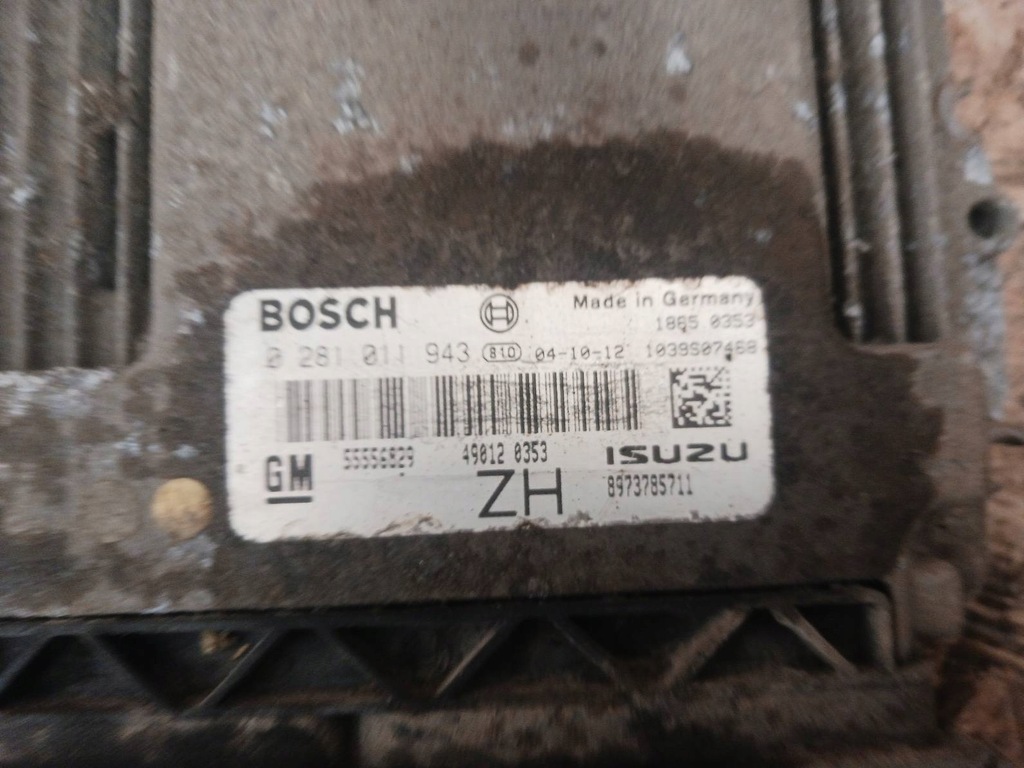 BOSCH Made in Germany
1865 0353
0 281 011 943 810 04-10-12 1039S07468
55556829 49012 0353 ISUZU
GM ZH 8973785711